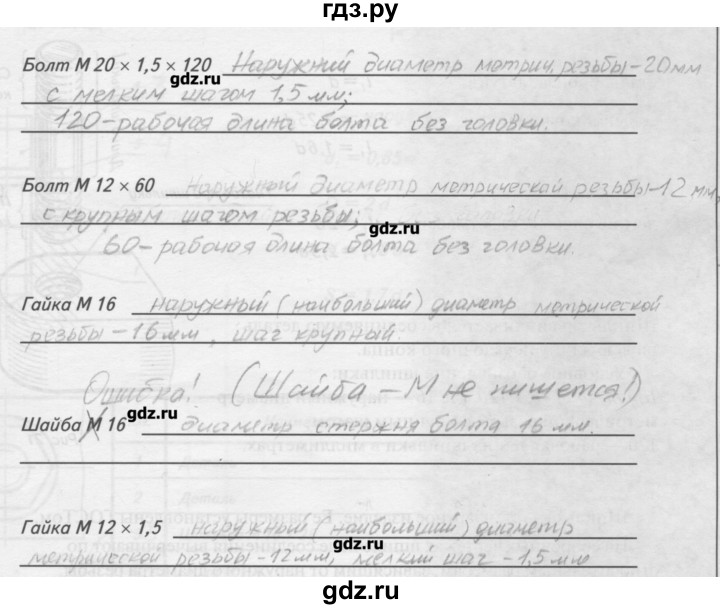 гдз.ру
Болт М 20 × 1,5 × 120 Наружний диаметр метрич. резьбы-20мм
gdz.ru
с мелким шагом 1,5 мм;
120-рабочая длина болта без головки.
Болт М 12 × 60 Наружный диаметр метрической резьбы-12 мм,
с крупным шагом резьбы;
gdz.ru
60-рабочая длина болта без головки.
Гайка М 16 наружный (наибольший) диаметр метрической
резьбы-16мм, шаг крупный.
Ошибка! (Шайба - М не пишется!)
gdz.ru
Шайба М 16 диаметр стержня болта 16 мм.
Гайка М 12 × 1,5 наружный (наибольший) диаметр
gdz.ru
метрической резьбы-12мм, мелкий шаг -1,5 мм
gdz.ru